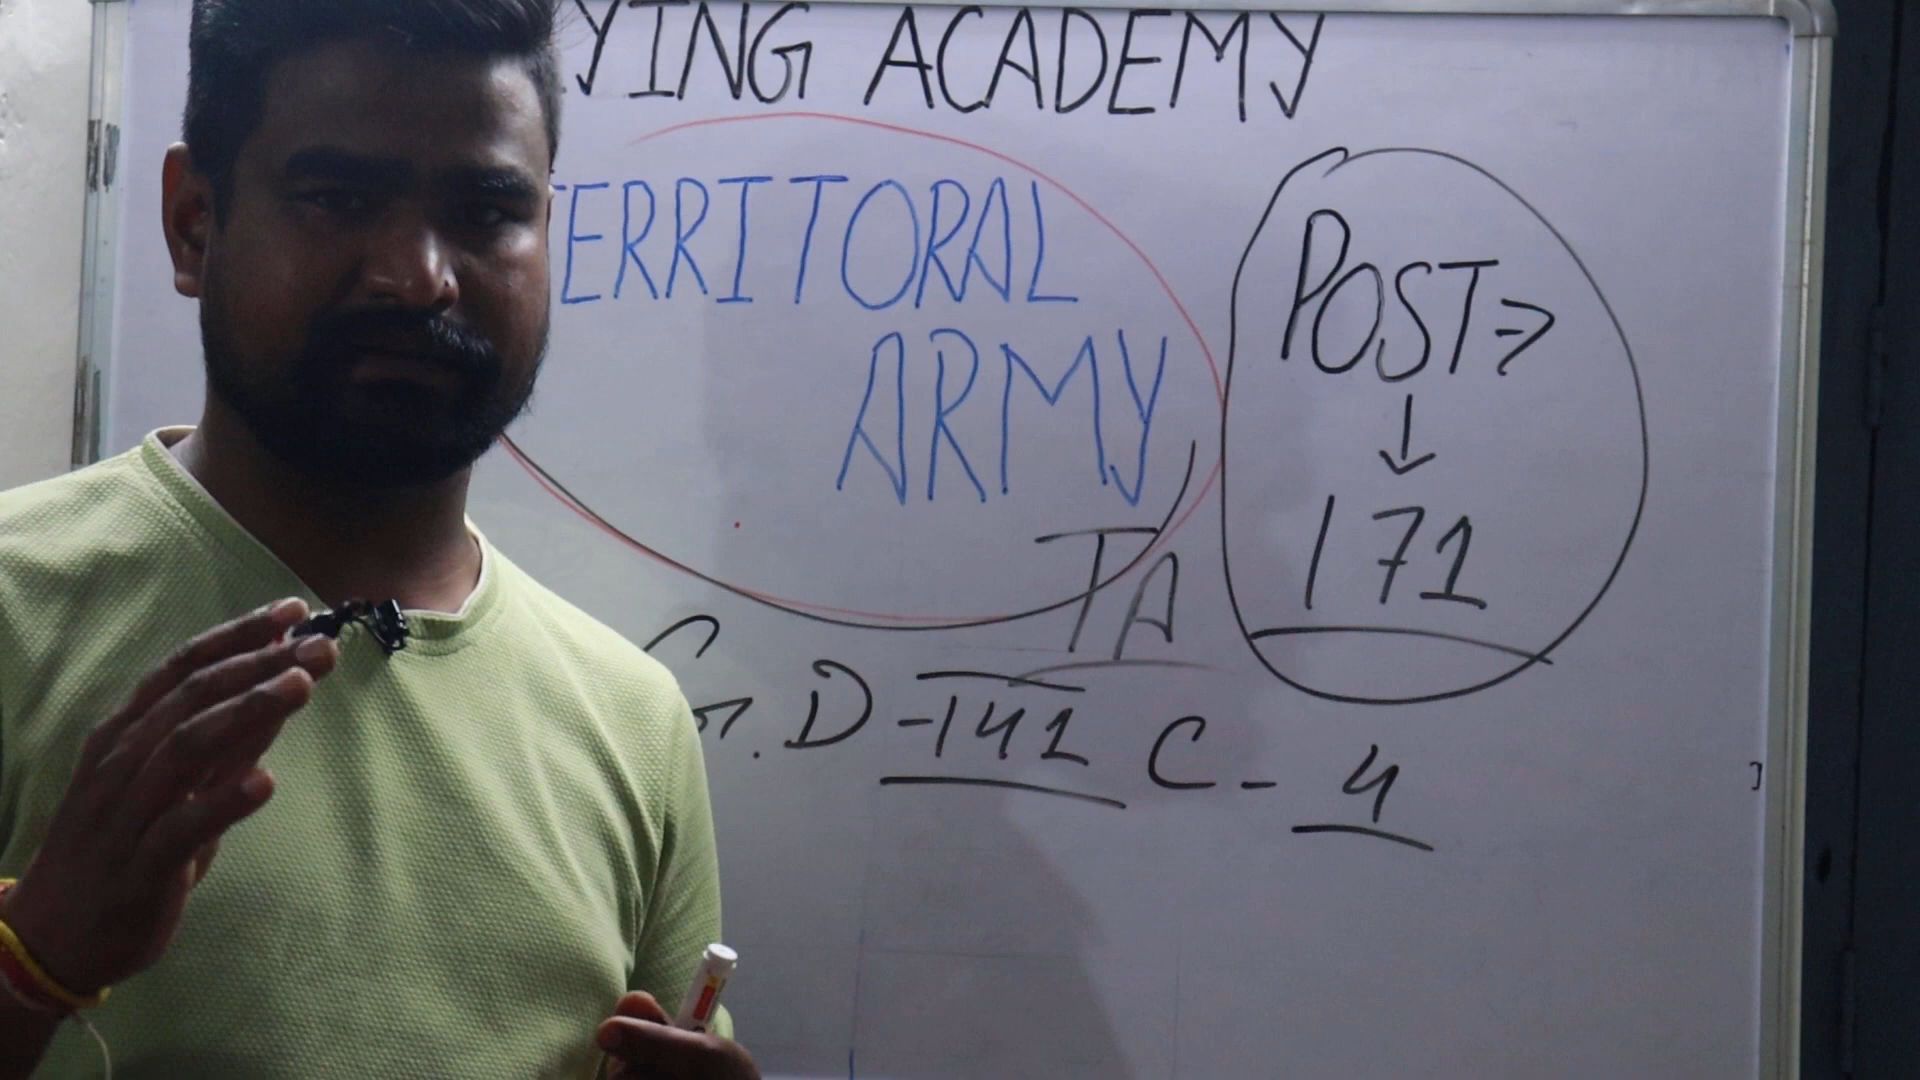 YING ACADEMY
ERRITORAL
ARMY
POST⇒
↓
171
TA
G.D-141 C-4